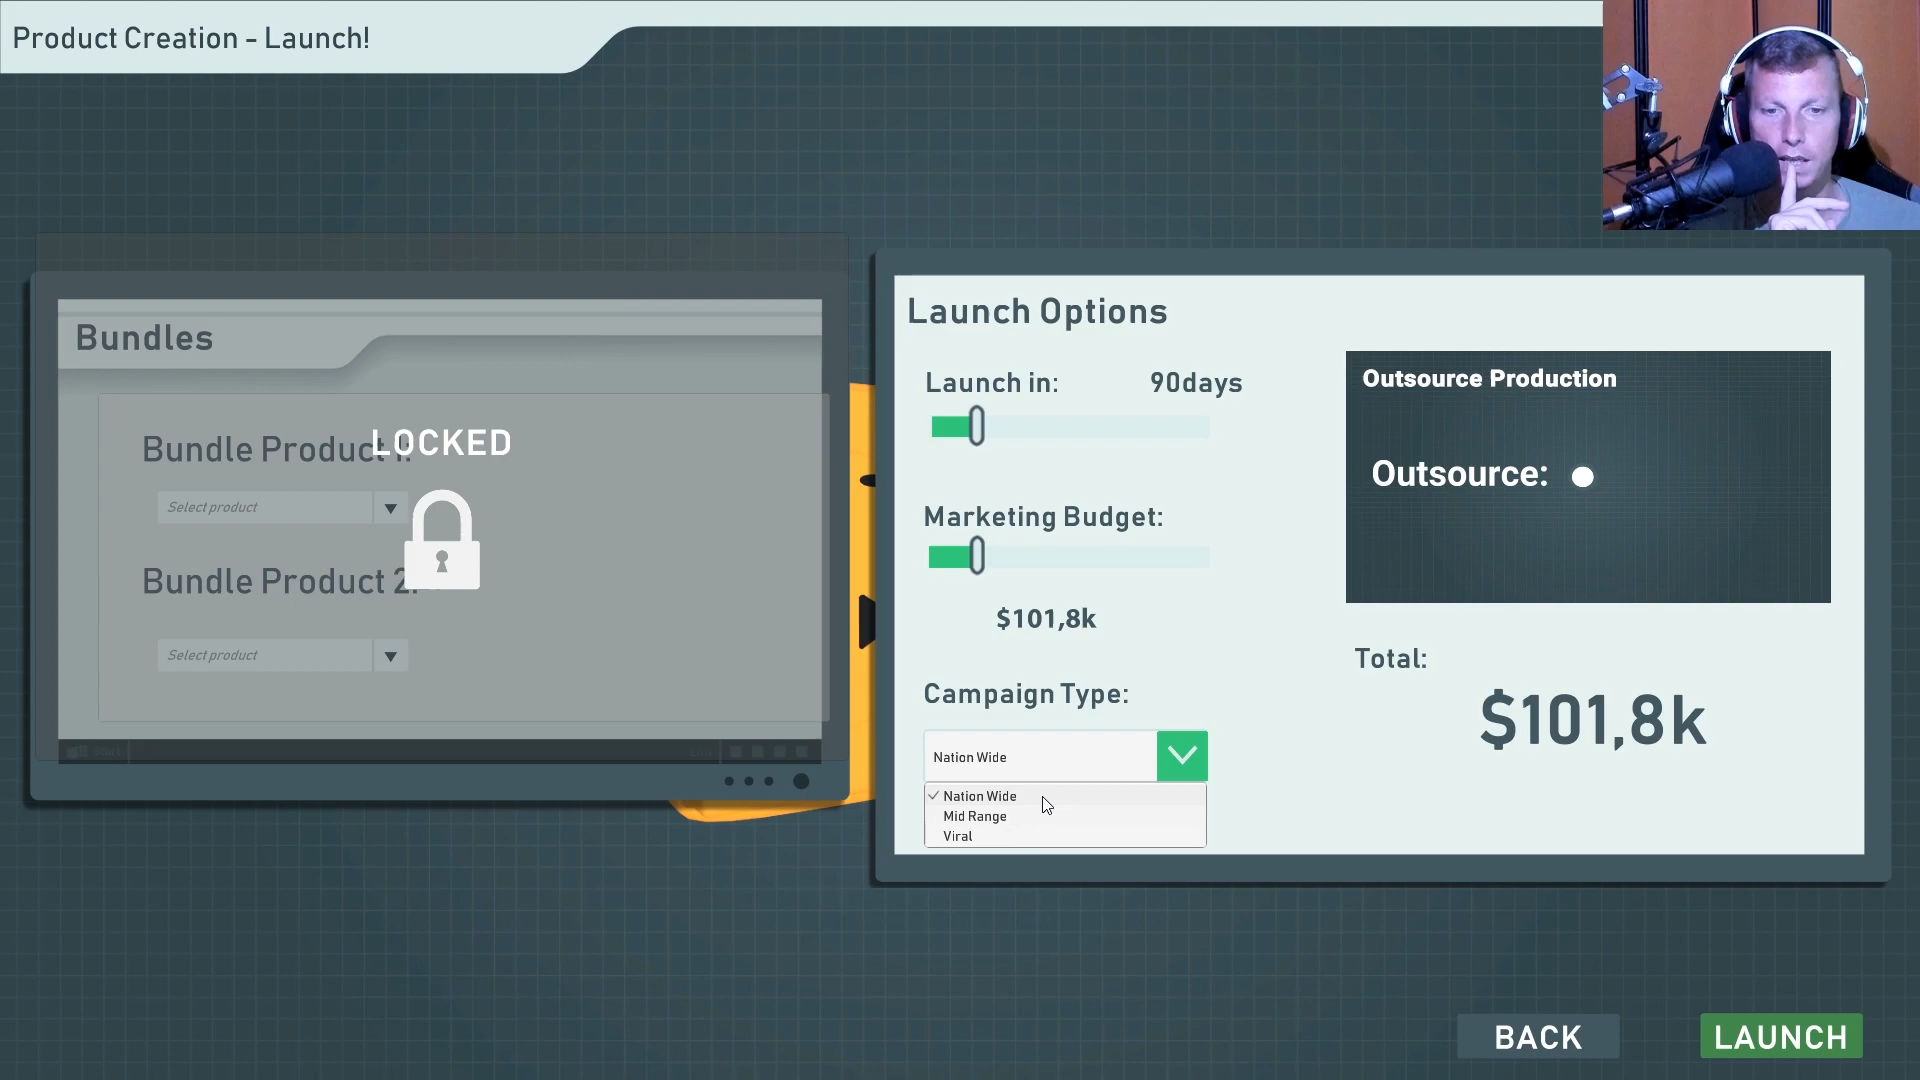 Product Creation - Launch!
Bundles
Bundle Product 1:
LOCKED
Select product
Bundle Product 2:
Select product
Start
Launch Options
Launch in: 90days
Marketing Budget:
$101,8k
Campaign Type:
Nation Wide
Nation Wide
Mid Range
Viral
Outsource Production
Outsource:
Total:
$101,8k
BACK
LAUNCH